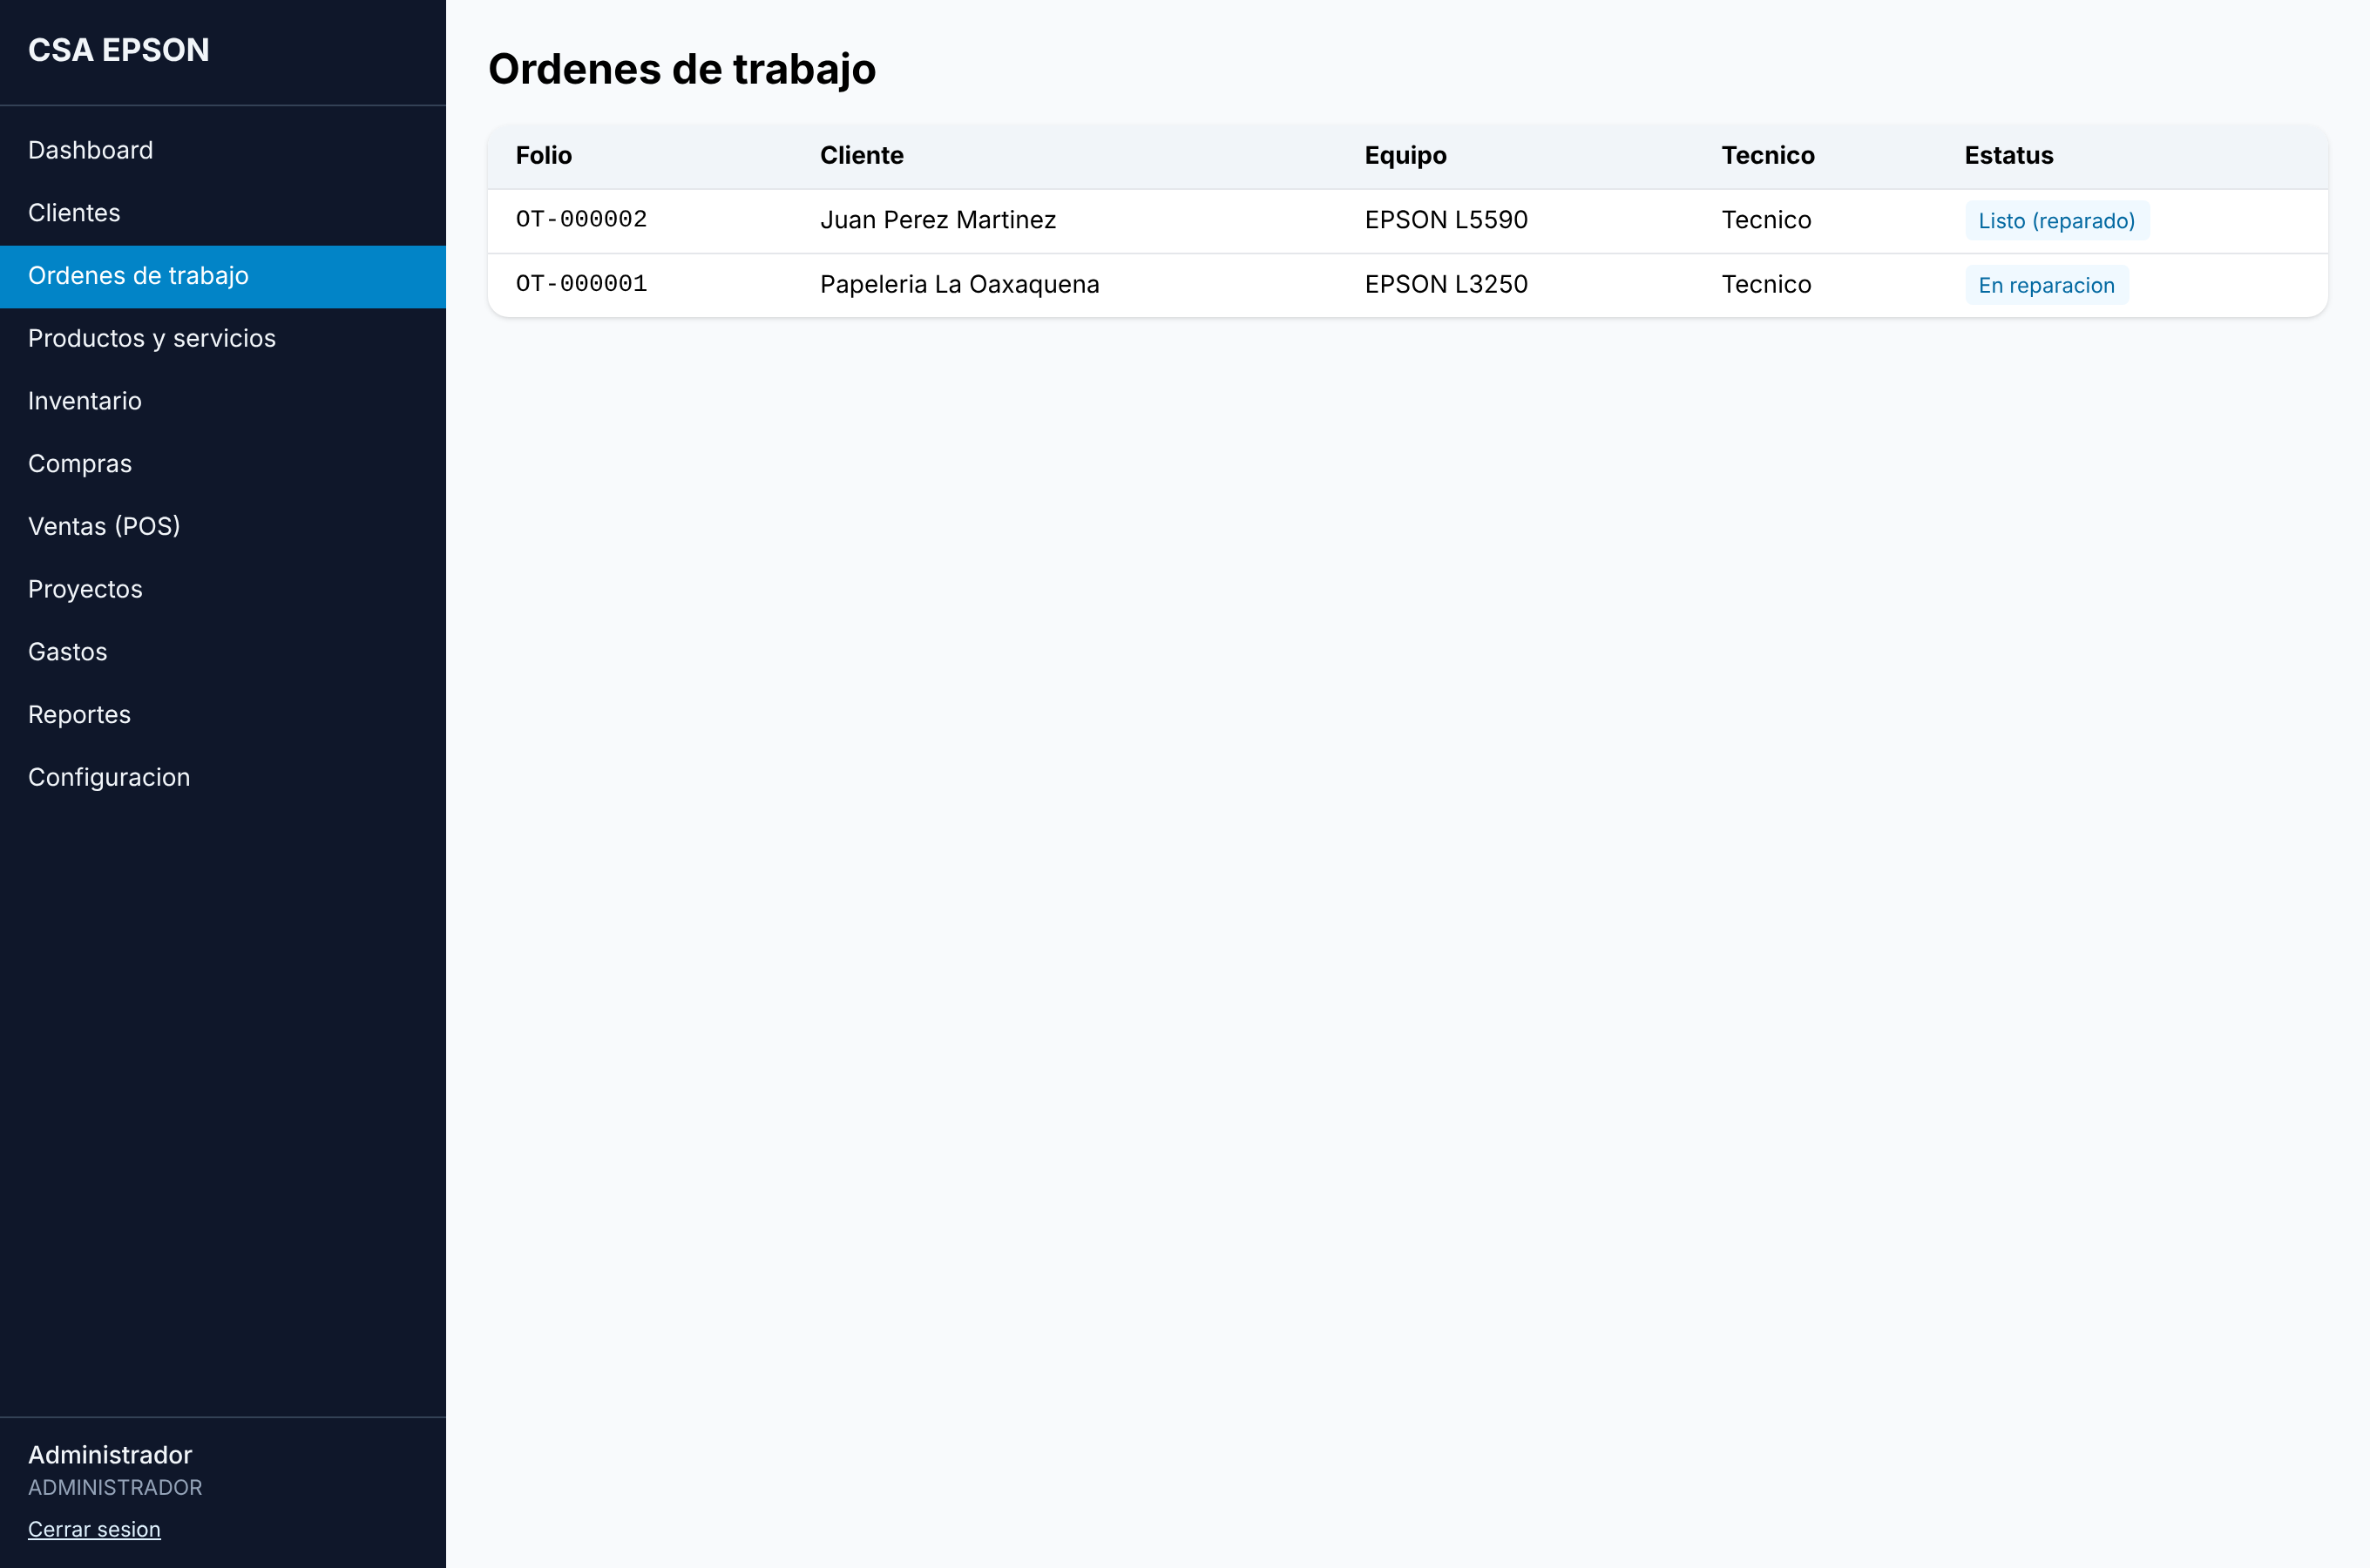 CSA EPSON
Dashboard
Clientes
Ordenes de trabajo
Productos y servicios
Inventario
Compras
Ventas (POS)
Proyectos
Gastos
Reportes
Configuracion
Administrador
ADMINISTRADOR
Cerrar sesion
Ordenes de trabajo
Folio Cliente Equipo Tecnico Estatus
OT-000002 Juan Perez Martinez EPSON L5590 Tecnico Listo (reparado)
OT-000001 Papeleria La Oaxaquena EPSON L3250 Tecnico En reparacion